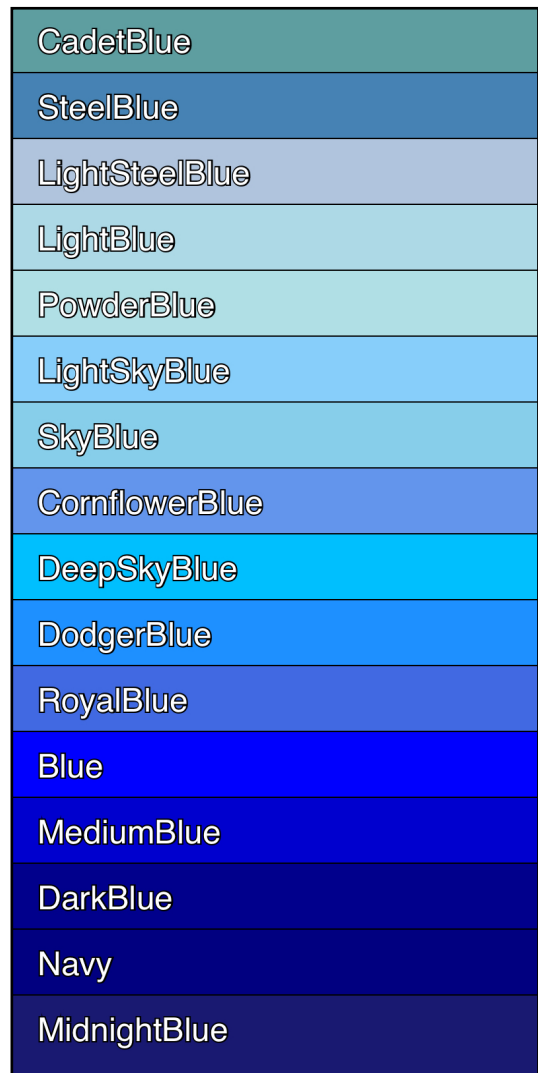 CadetBlue
SteelBlue
LightSteelBlue
LightBlue
PowderBlue
LightSkyBlue
SkyBlue
CornflowerBlue
DeepSkyBlue
DodgerBlue
RoyalBlue
Blue
MediumBlue
DarkBlue
Navy
MidnightBlue